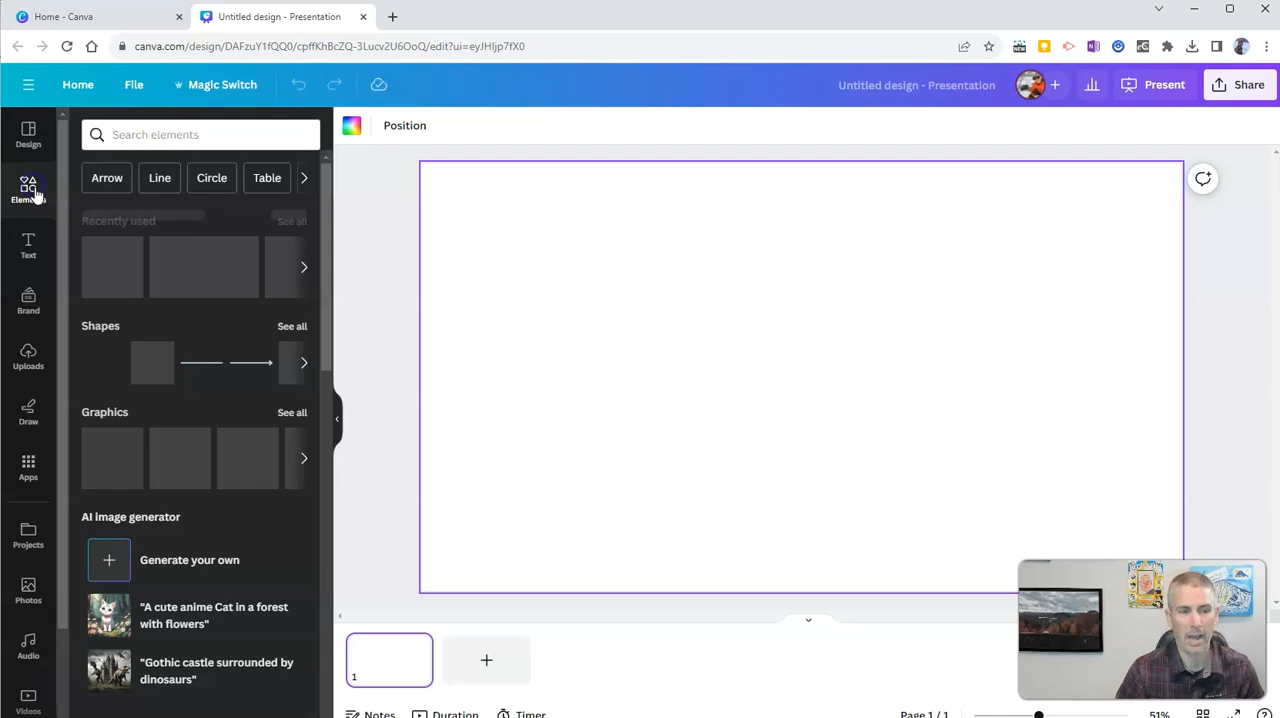 Home - Canva
Untitled design - Presentation
canva.com/design/DAFzuY1fQQ0/cpffKhBcZQ-3Lucv2U6OoQ/edit?ui=eyJHIjp7fX0
Home
File
Magic Switch
Untitled design - Presentation
Present
Share
Design
Elements
Text
Brand
Uploads
Draw
Apps
Projects
Photos
Audio
Videos
Search elements
Arrow
Line
Circle
Table
Recently used
See all
Shapes
See all
Graphics
See all
AI image generator
Generate your own
"A cute anime Cat in a forest
with flowers"
"Gothic castle surrounded by
dinosaurs"
Position
1
Notes
Duration
Timer
Page 1 / 1
51%